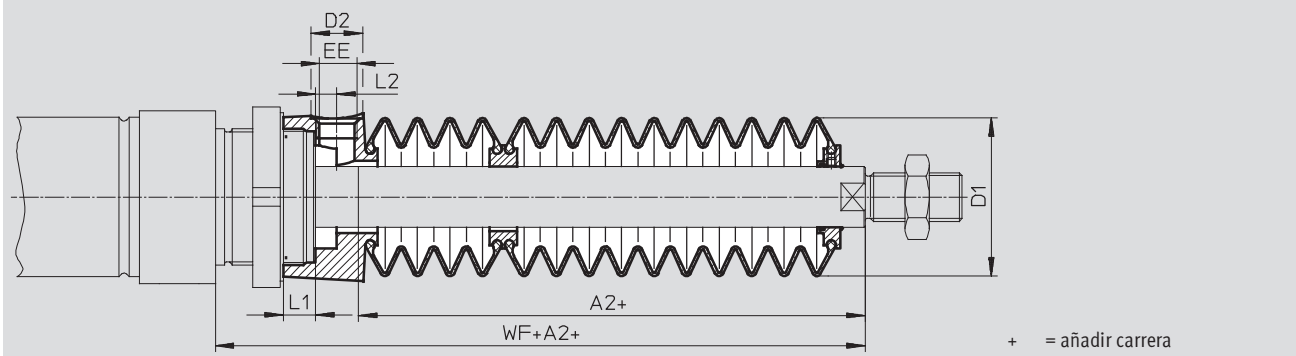 D2
EE
L2
D1
L1
A2+
WF+A2+
+ = añadir carrera